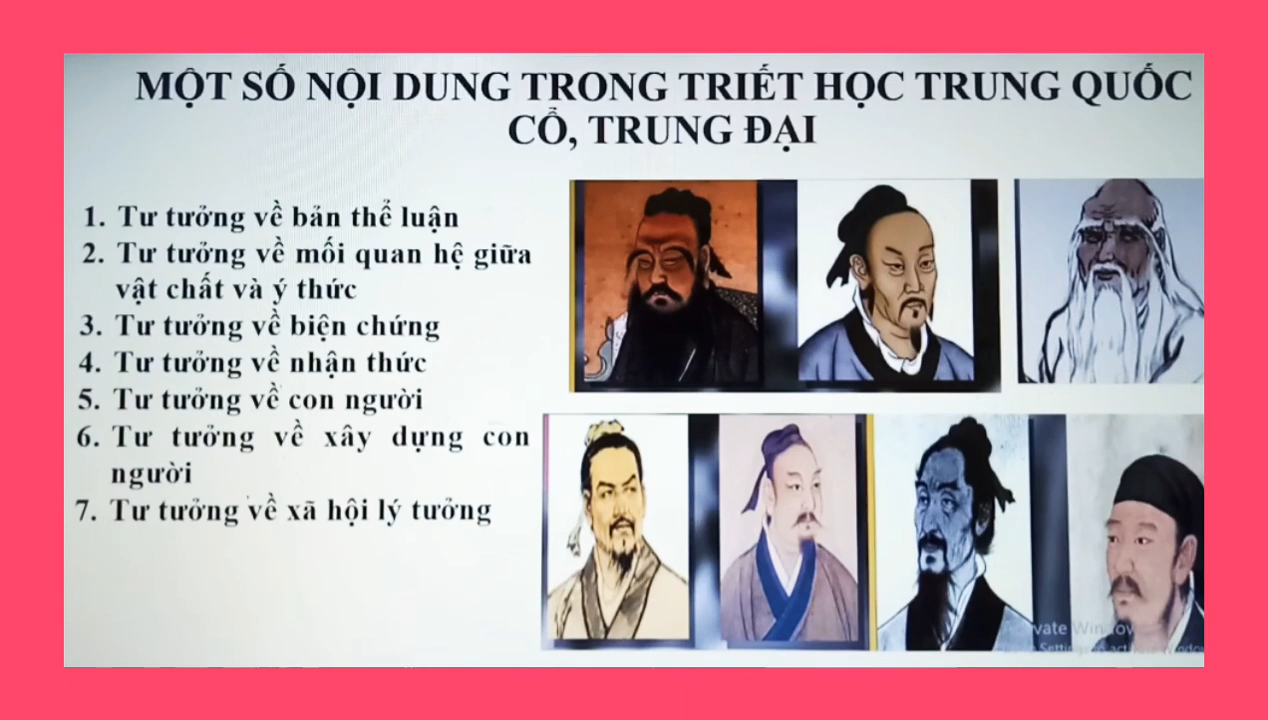 MỘT SỐ NỘI DUNG TRONG TRIẾT HỌC TRUNG QUỐC
CỔ, TRUNG ĐẠI
1. Tư tưởng về bản thể luận
2. Tư tưởng về mối quan hệ giữa
vật chất và ý thức
3. Tư tưởng về biện chứng
4. Tư tưởng về nhận thức
5. Tư tưởng về con người
6. Tư tưởng về xây dựng con
người
7. Tư tưởng về xã hội lý tưởng